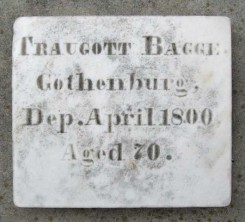 TRAUGOTT BAGGE.
Gothenburg,
Dep. April 1800
Aged 70.